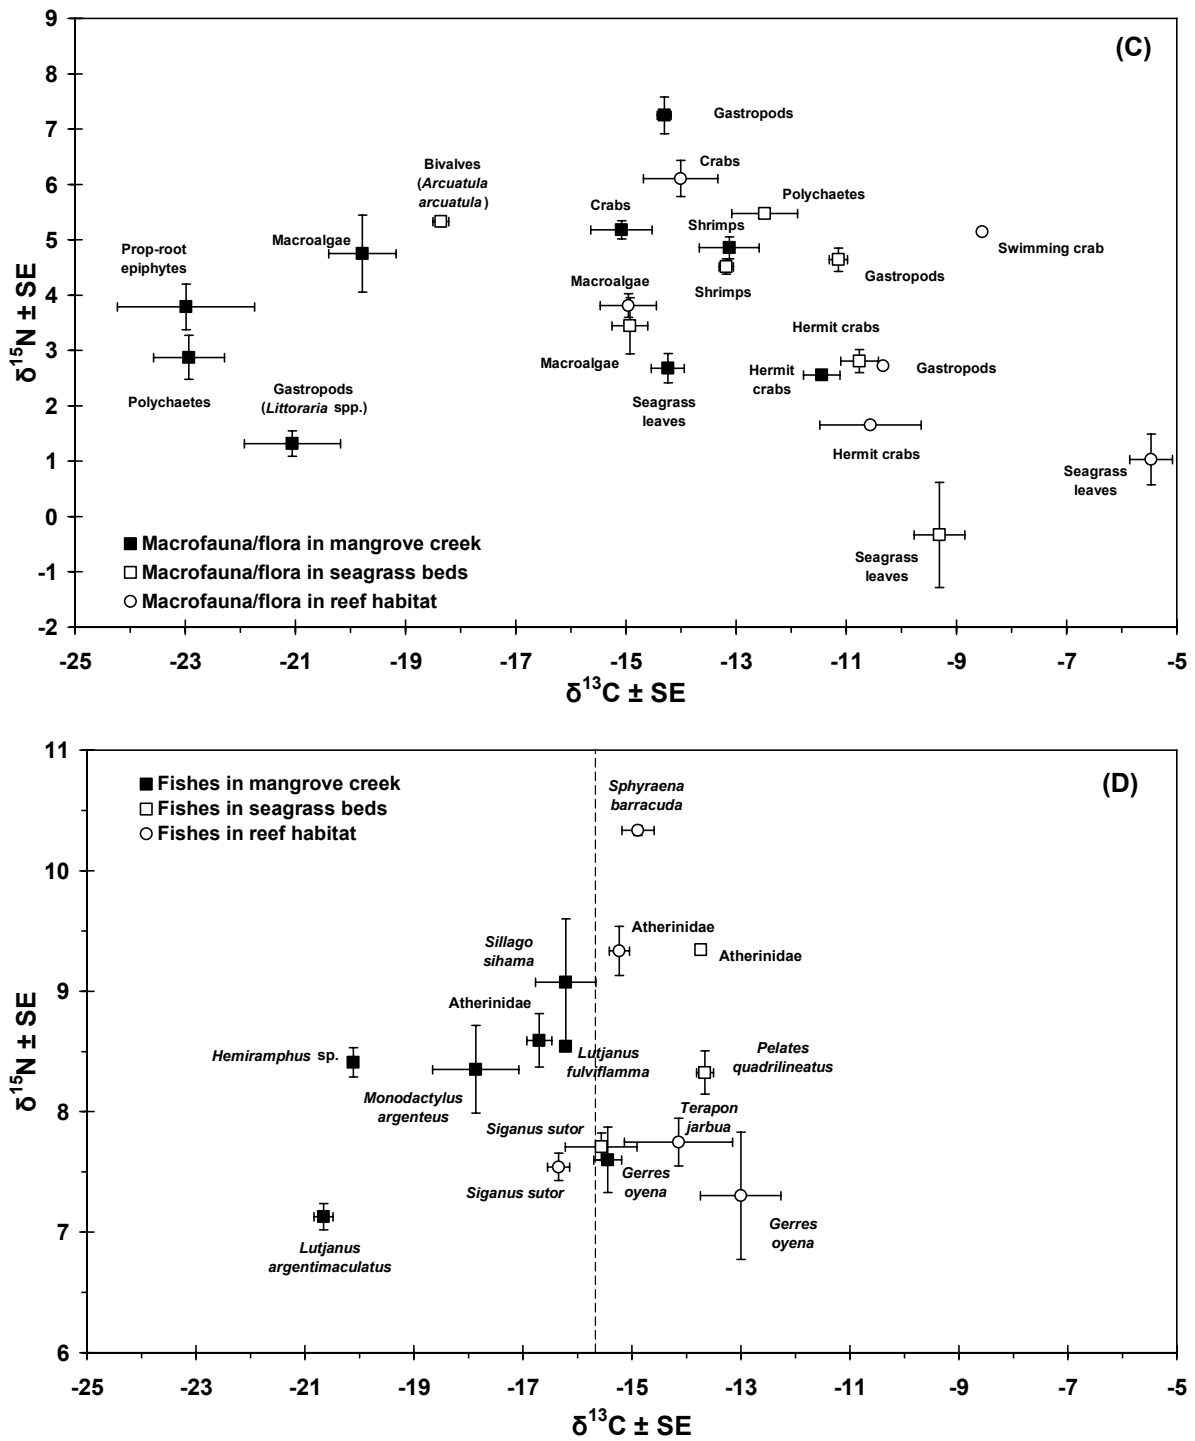 9
(C)
8
Gastropods
7
Crabs
Bivalves
(Arcuatula
arcuatula)
6
Polychaetes
Crabs
Shrimps
5
Macroalgae
Swimming crab
Prop-root
epiphytes
Gastropods
Macroalgae
Shrimps
4
Hermit crabs
3
Macroalgae
Hermit
crabs
Gastropods
Polychaetes
Gastropods
(Littoraria spp.)
Seagrass
leaves
2
Hermit crabs
1
Seagrass
leaves
0
Seagrass
leaves
Macrofauna/flora in mangrove creek
Macrofauna/flora in seagrass beds
Macrofauna/flora in reef habitat
-1
-2
δ15N ± SE
-25 -23 -21 -19 -17 -15 -13 -11 -9 -7 -5
δ13C ± SE
11
(D)
Fishes in mangrove creek
Fishes in seagrass beds
Fishes in reef habitat
Sphyraena
barracuda
10
Atherinidae
Sillago
sihama
Atherinidae
9
Atherinidae
Hemiramphus sp.
Lutjanus
fulviflamma
Pelates
quadrilineatus
Monodactylus
argenteus
8
Terapon
jarbua
Siganus sutor
Siganus sutor
Gerres
oyena
Gerres
oyena
7
Lutjanus
argentimaculatus
6
δ15N ± SE
-25 -23 -21 -19 -17 -15 -13 -11 -9 -7 -5
δ13C ± SE